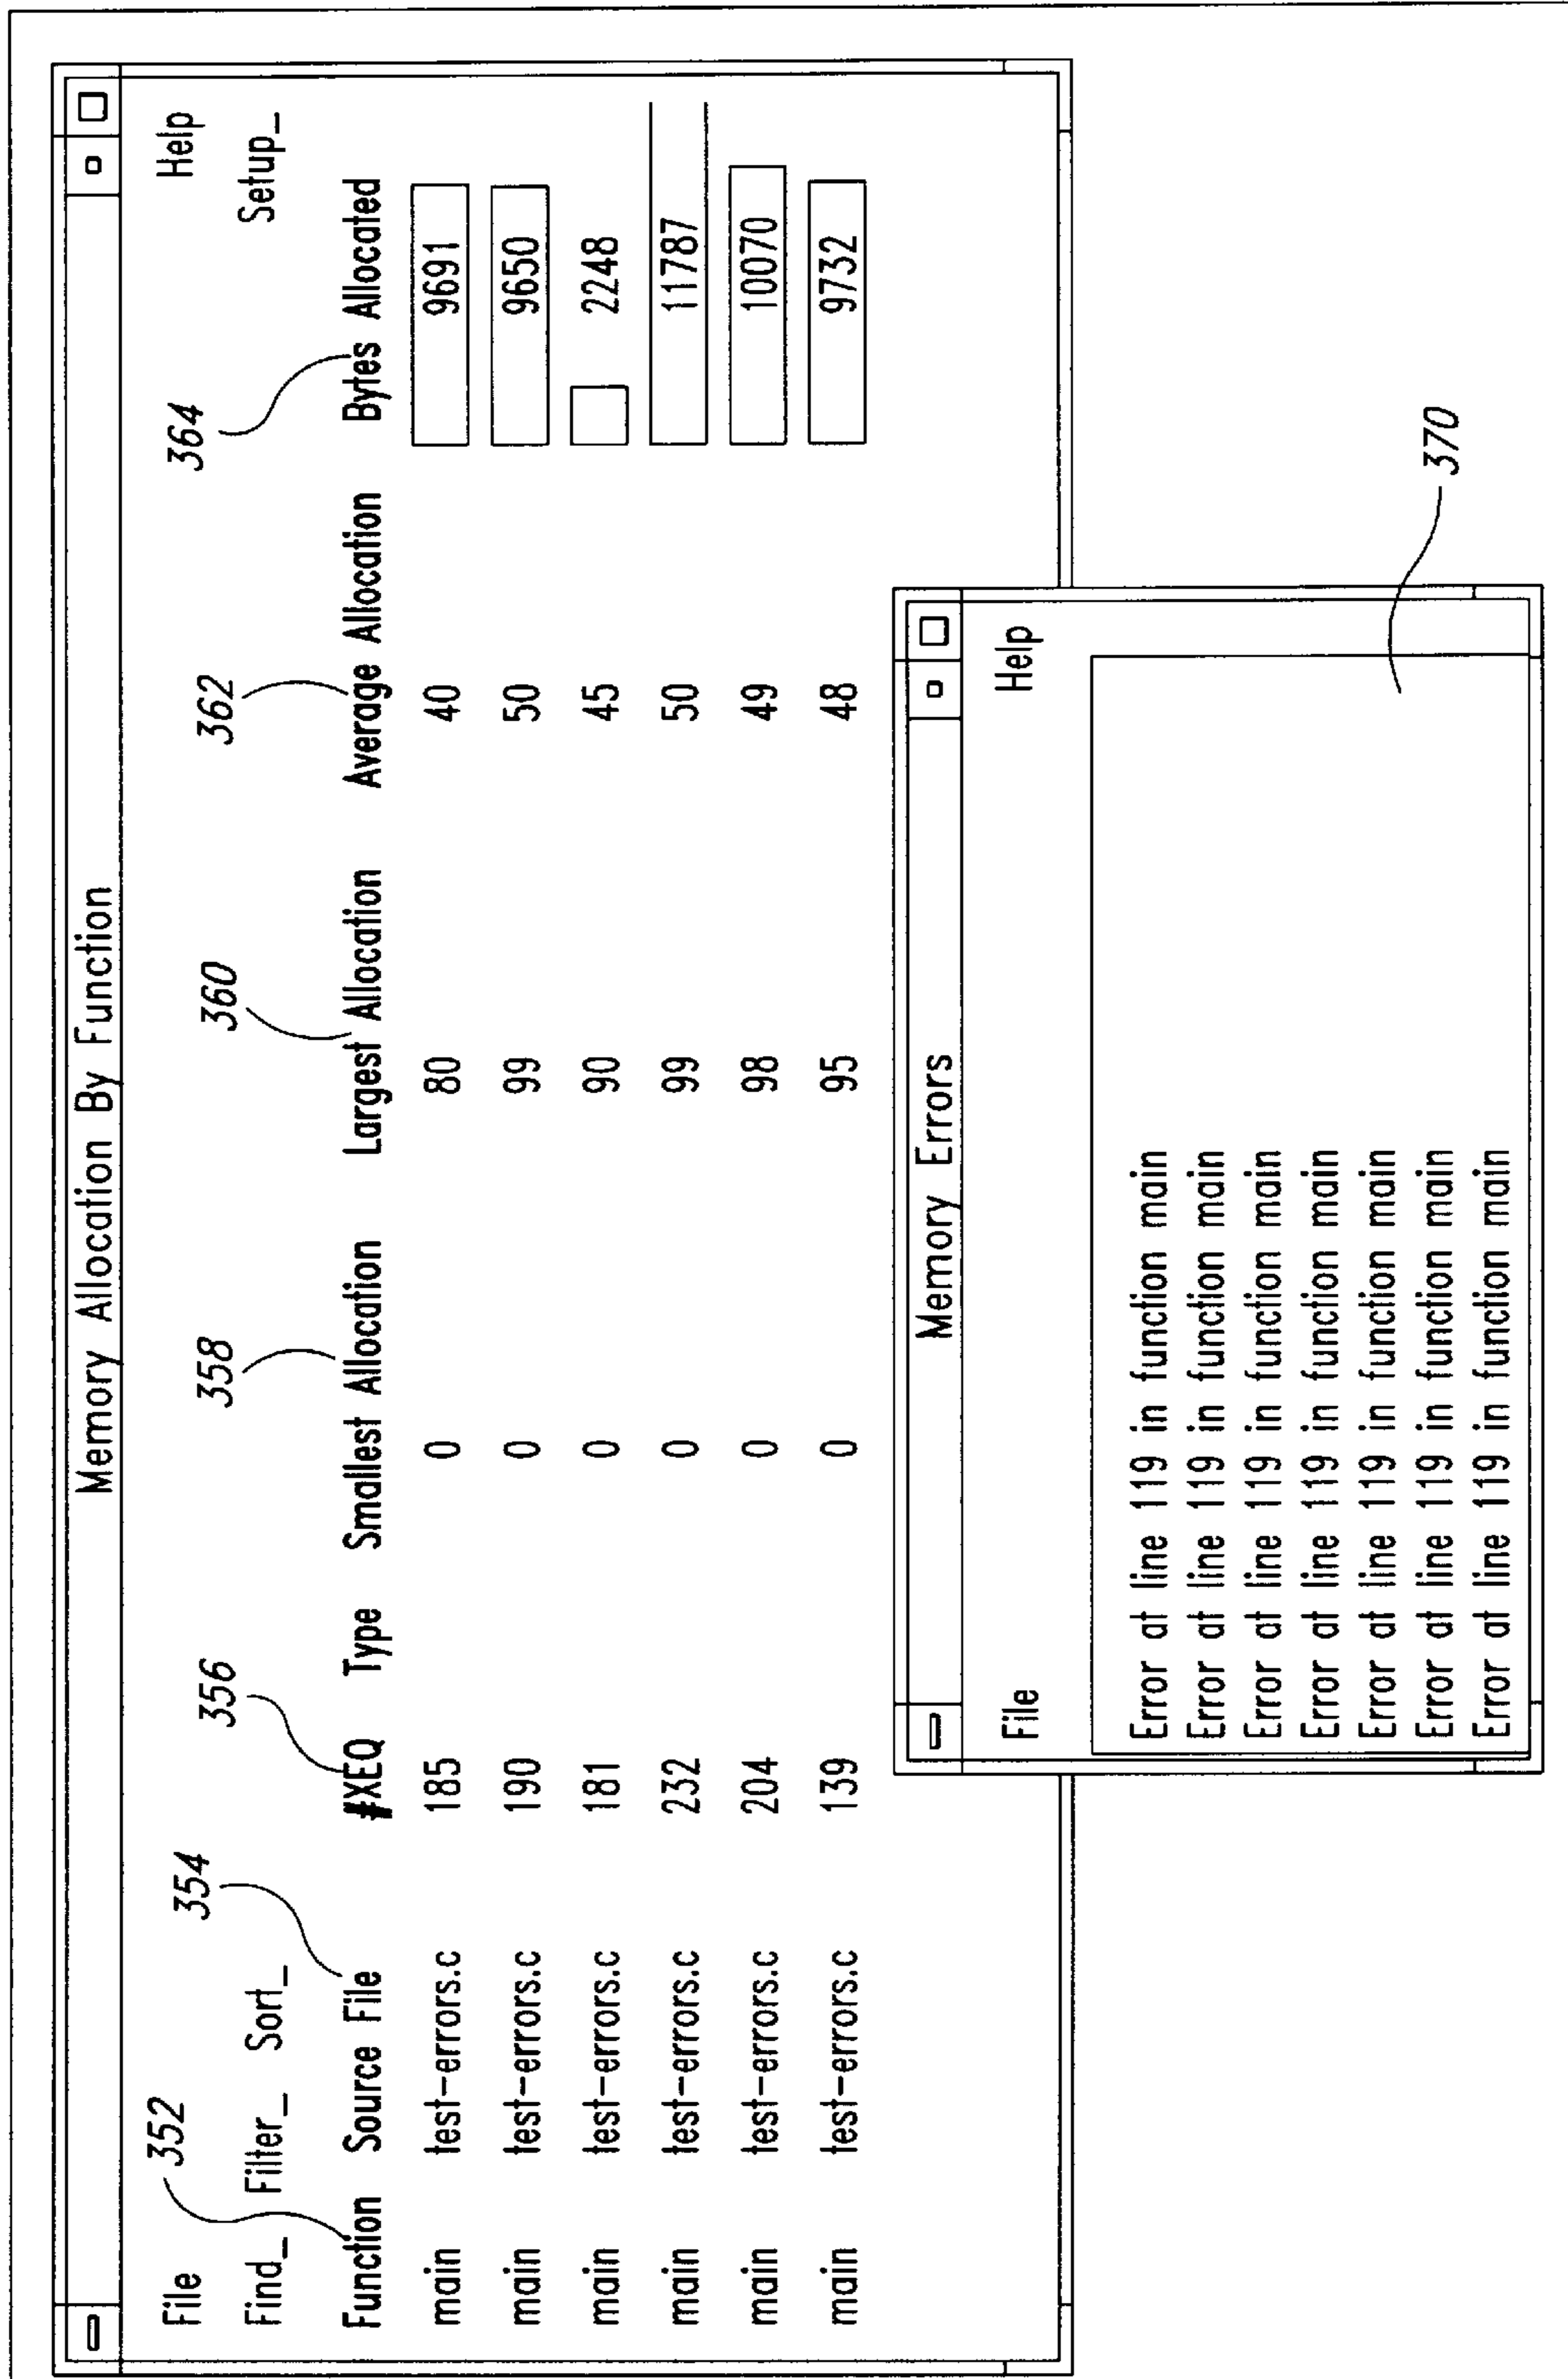 Memory Allocation By Function
File Help
Find_ Filter_ Sort_ Setup_
352 354 356 358 360 362 364
Function Source File #XEQ Type Smallest Allocation Largest Allocation Average Allocation Bytes Allocated
main test-errors.c 185 0 80 40 9691
main test-errors.c 190 0 99 50 9650
main test-errors.c 181 0 90 45 2248
main test-errors.c 232 0 99 50 11787
main test-errors.c 204 0 98 49 10070
main test-errors.c 139 0 95 48 9732
Memory Errors
File Help
Error at line 119 in function main
Error at line 119 in function main
Error at line 119 in function main
Error at line 119 in function main
Error at line 119 in function main
Error at line 119 in function main
Error at line 119 in function main
370